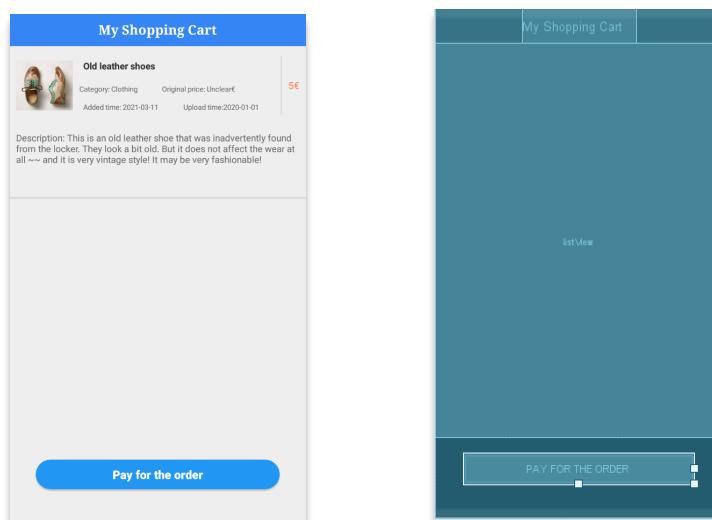 My Shopping Cart
Old leather shoes
Category: Clothing Original price: Unclear€
5€
Added time: 2021-03-11 Upload time:2020-01-01
Description: This is an old leather shoe that was inadvertently found
from the locker. They look a bit old. But it does not affect the wear at
all ~~ and it is very vintage style! It may be very fashionable!
Pay for the order
My Shopping Cart
listView
PAY FOR THE ORDER